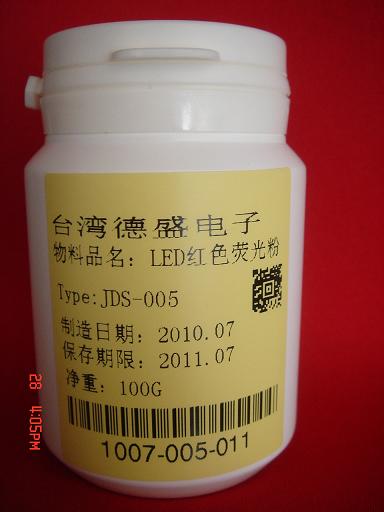 台湾德盛电子
物料品名：LED红色荧光粉
Type:JDS-005
制造日期：2010.07
保存期限：2011.07
净重：100G
1007-005-011
28 4:05PM